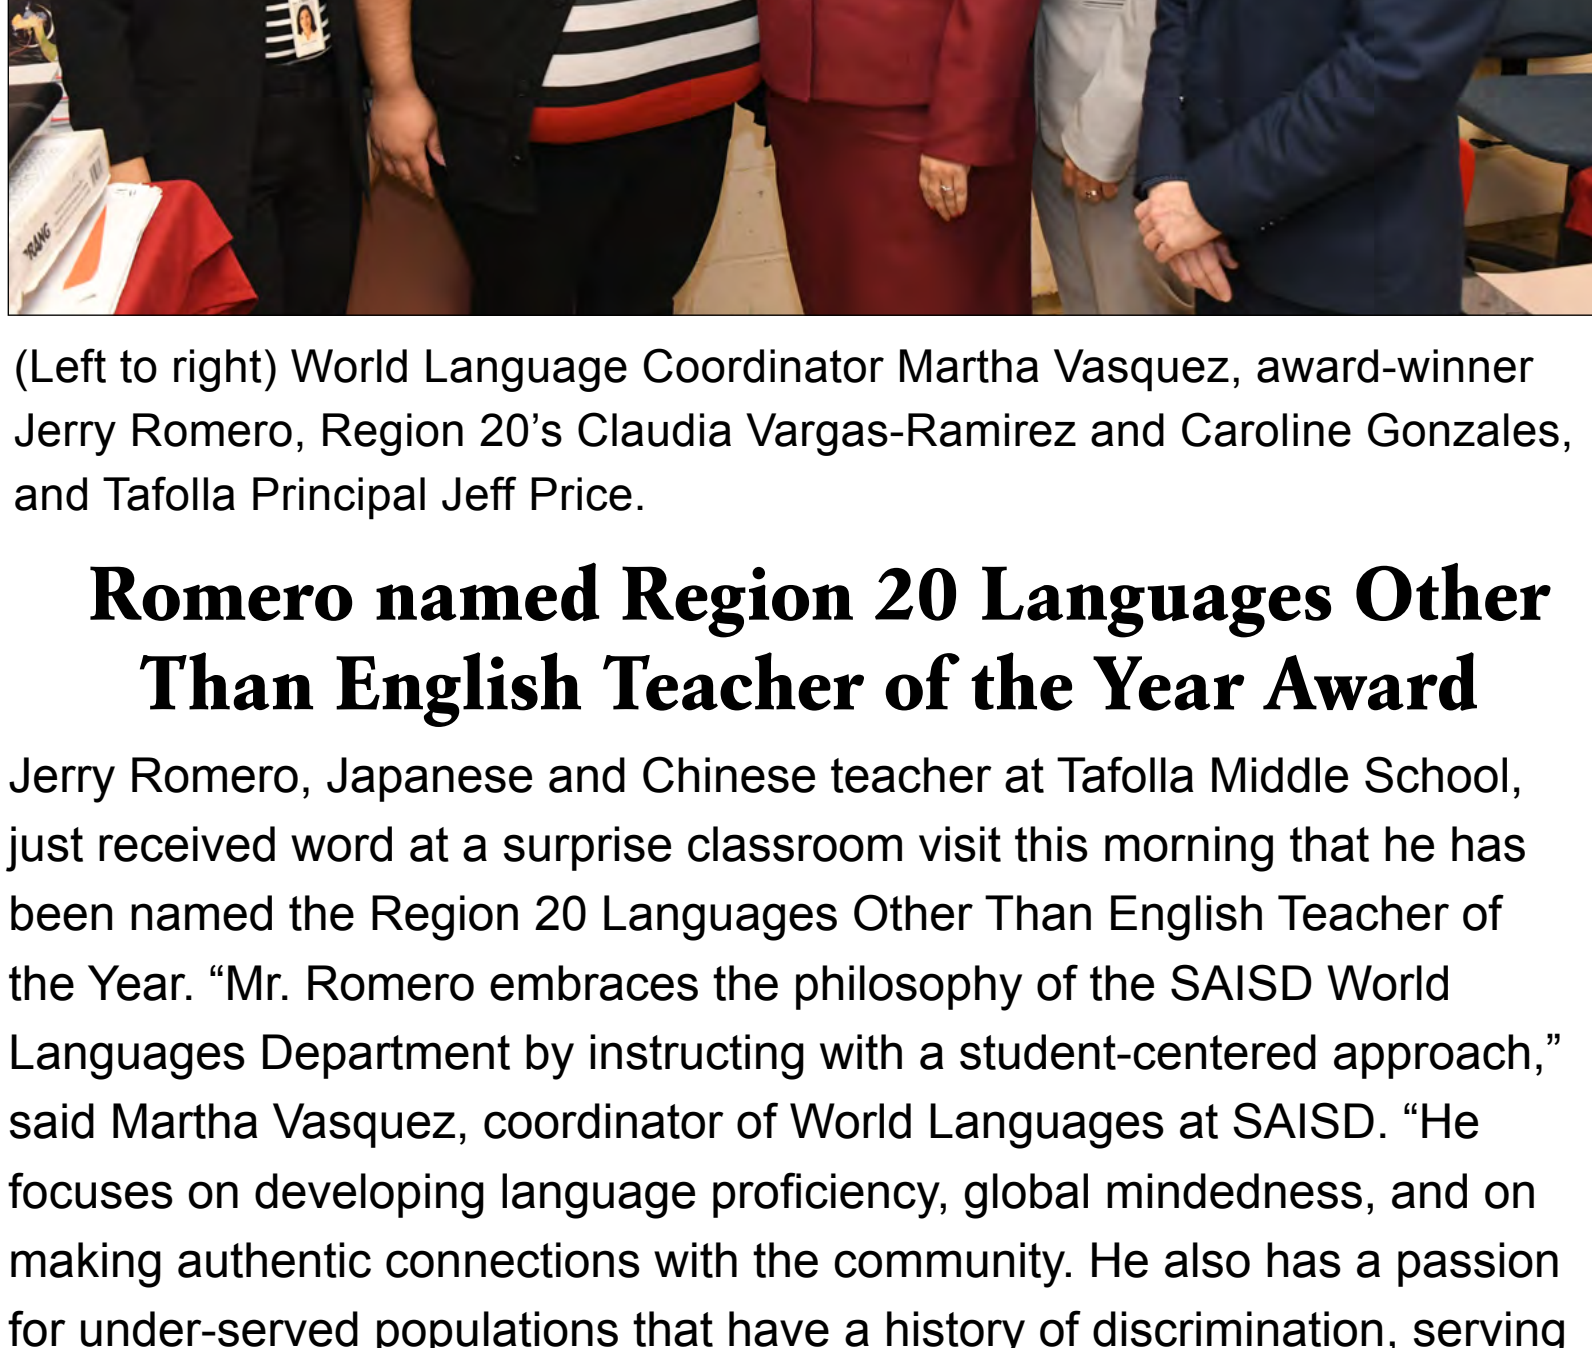 PRANG
(Left to right) World Language Coordinator Martha Vasquez, award-winner
Jerry Romero, Region 20’s Claudia Vargas-Ramirez and Caroline Gonzales,
and Tafolla Principal Jeff Price.
Romero named Region 20 Languages Other
Than English Teacher of the Year Award
Jerry Romero, Japanese and Chinese teacher at Tafolla Middle School,
just received word at a surprise classroom visit this morning that he has
been named the Region 20 Languages Other Than English Teacher of
the Year. “Mr. Romero embraces the philosophy of the SAISD World
Languages Department by instructing with a student-centered approach,”
said Martha Vasquez, coordinator of World Languages at SAISD. “He
focuses on developing language proficiency, global mindedness, and on
making authentic connections with the community. He also has a passion
for under-served populations that have a history of discrimination, serving